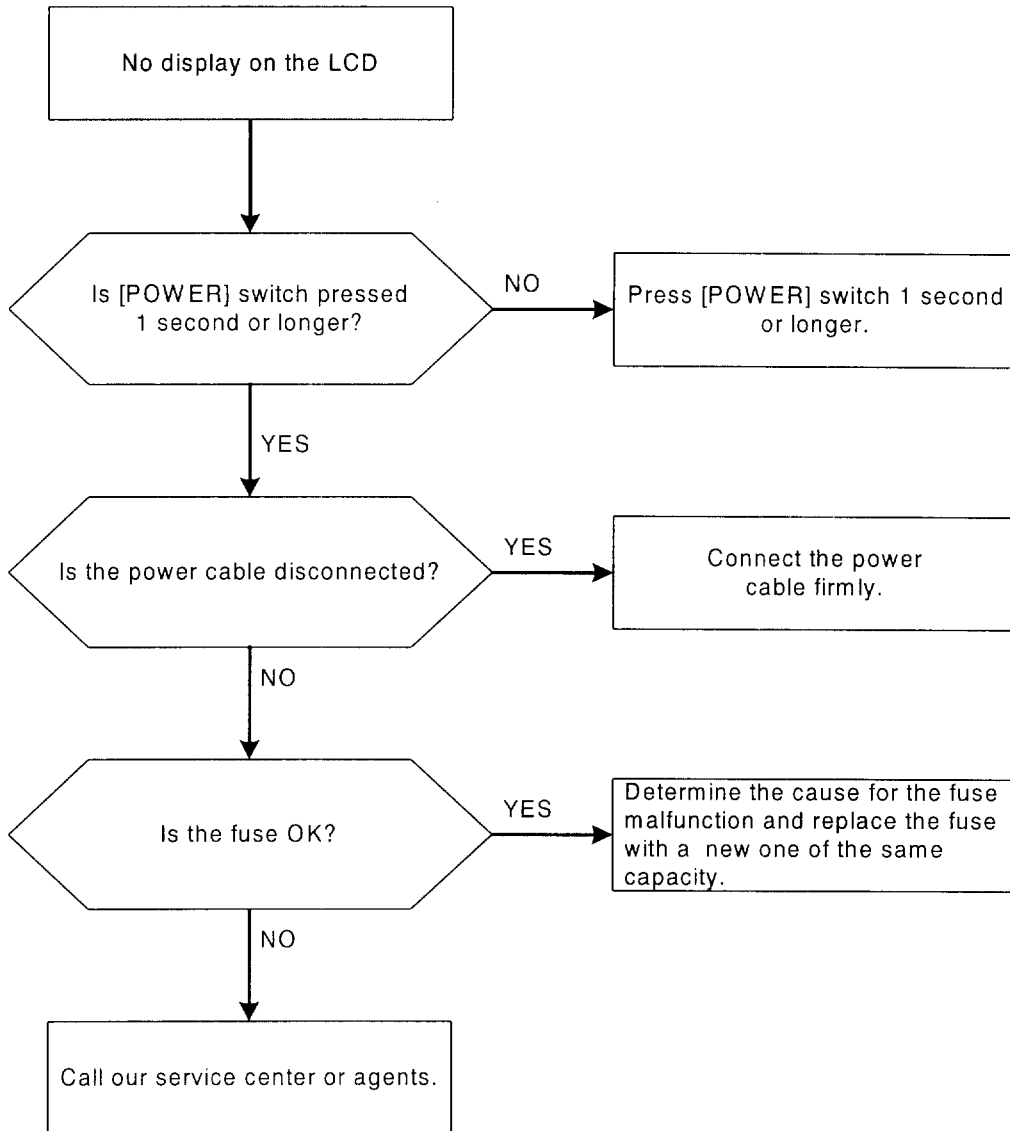 No display on the LCD
Is [POWER] switch pressed
1 second or longer?
NO
Press [POWER] switch 1 second
or longer.
YES
Is the power cable disconnected?
YES
Connect the power
cable firmly.
NO
Is the fuse OK?
YES
Determine the cause for the fuse
malfunction and replace the fuse
with a new one of the same
capacity.
NO
Call our service center or agents.